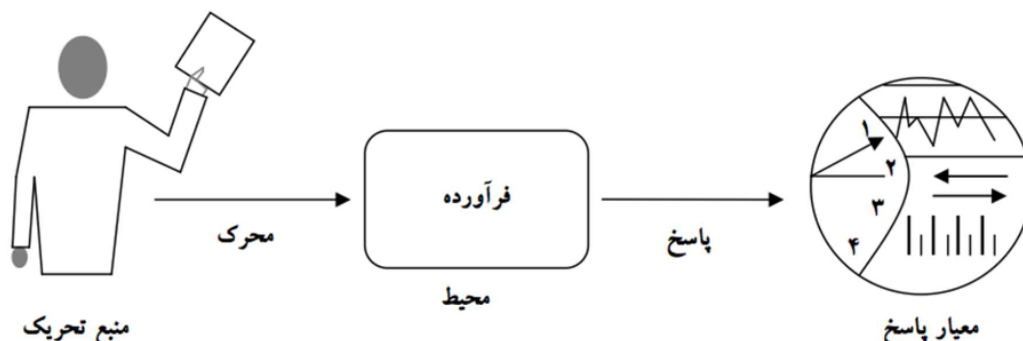 فرآورده
محرک
پاسخ
محیط
منبع تحریک
معیار پاسخ
۱
۲
۳
۴